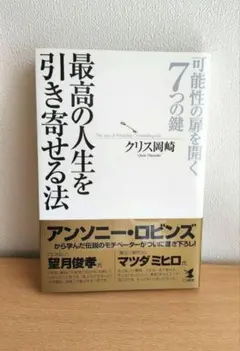 可能性の扉を開く
7つの鍵
最高の人生を
引き寄せる法
クリス岡崎
アンソニー・ロビンズ
から学んだ伝説のモチベーターがついに書き下ろし!
望月俊孝氏
マツダミヒロ氏